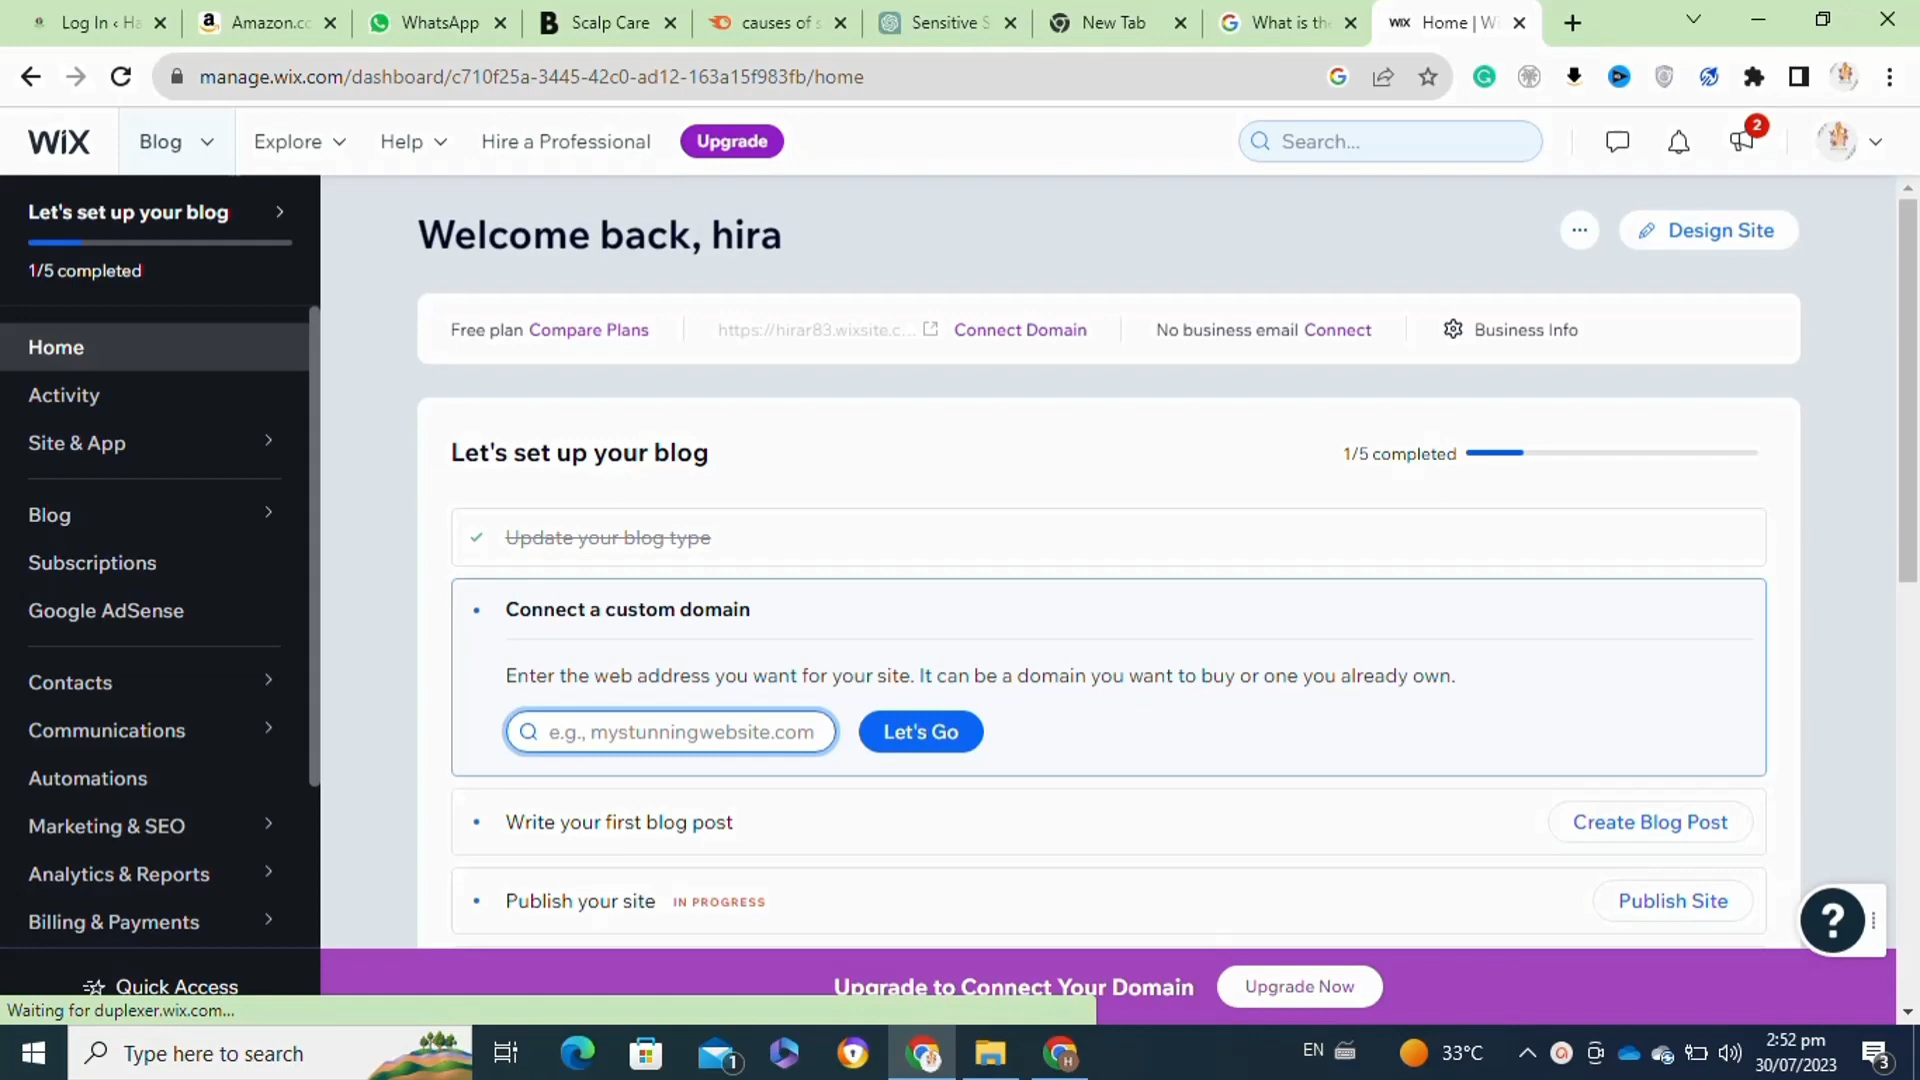 Log In ‹ Ha
Amazon.co
WhatsApp
Scalp Care
causes of s
Sensitive S
New Tab
What is the
WIX Home | Wi
manage.wix.com/dashboard/c710f25a-3445-42c0-ad12-163a15f983fb/home
WiX Blog Explore Help Hire a Professional Upgrade Search... 2
Let's set up your blog
1/5 completed
Home
Activity
Site & App
Blog
Subscriptions
Google AdSense
Contacts
Communications
Automations
Marketing & SEO
Analytics & Reports
Billing & Payments
Quick Access
Welcome back, hira
Design Site
Free plan Compare Plans https://hirar83.wixsite.c... Connect Domain No business email Connect Business Info
Let's set up your blog 1/5 completed
Update your blog type
Connect a custom domain
Enter the web address you want for your site. It can be a domain you want to buy or one you already own.
e.g., mystunningwebsite.com Let's Go
Write your first blog post Create Blog Post
Publish your site IN PROGRESS Publish Site
?
Upgrade to Connect Your Domain Upgrade Now
Waiting for duplexer.wix.com...
Type here to search 1 H EN 33°C 2:52 pm
30/07/2023 3